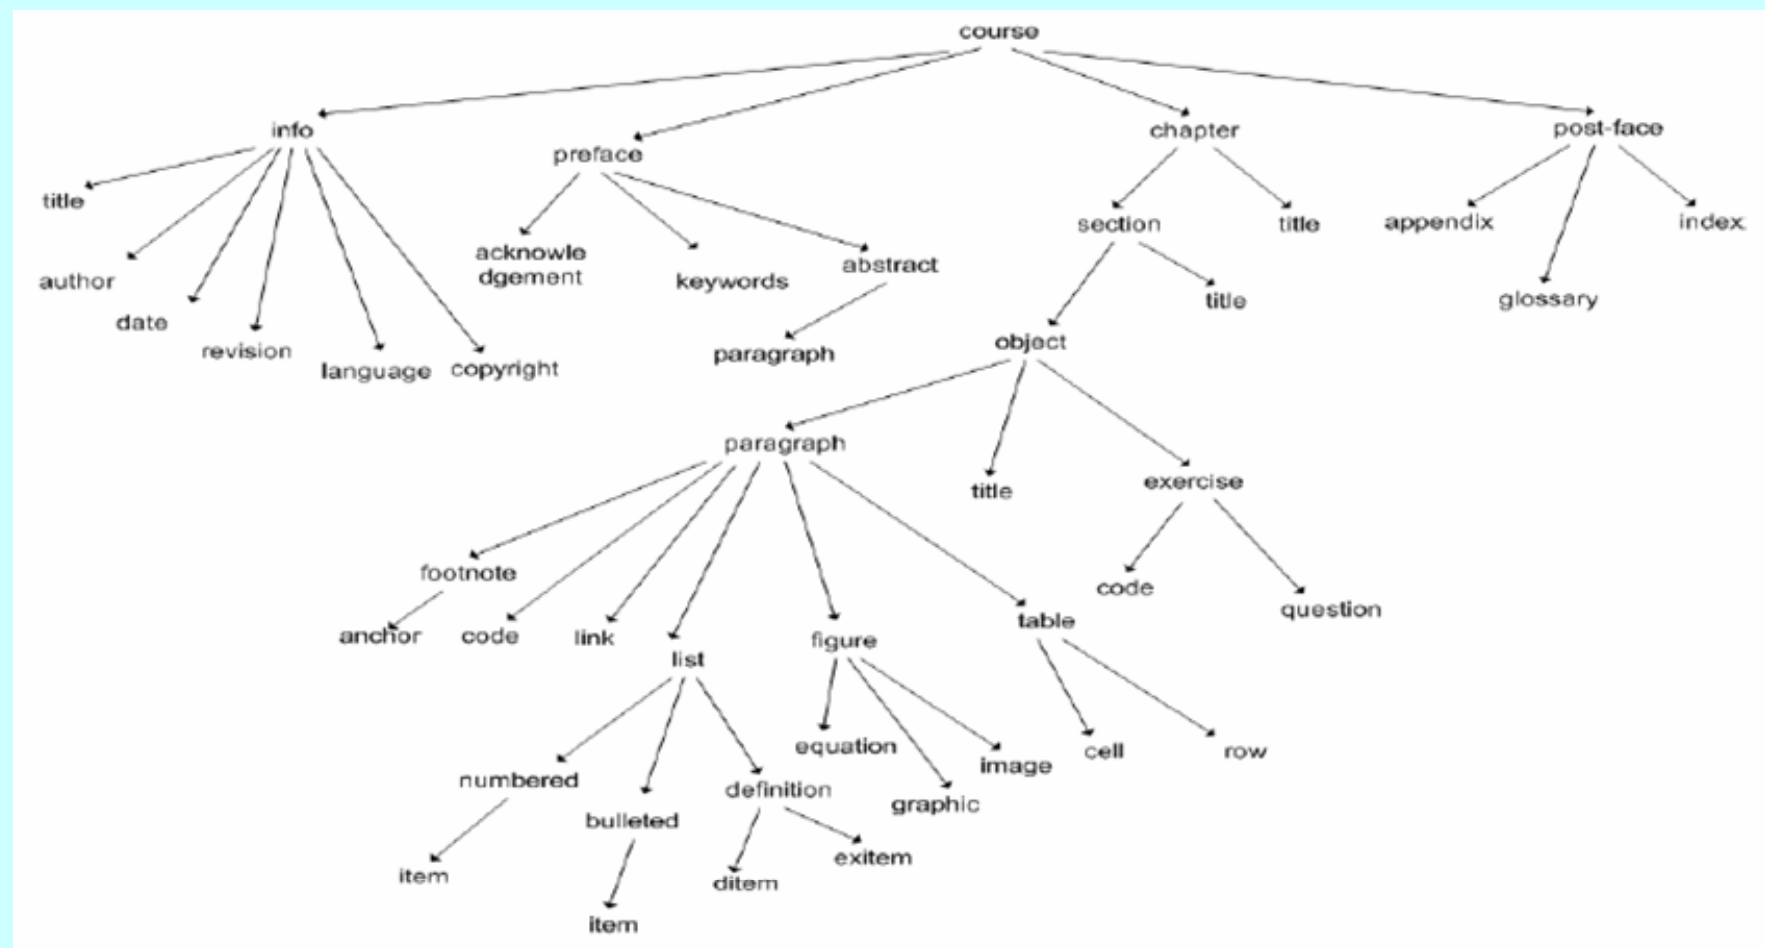 course
info
preface
chapter
post-face
title
author
date
revision
language
copyright
acknowle
dgement
keywords
abstract
paragraph
section
title
appendix
glossary
index
object
title
paragraph
title
exercise
footnote
anchor
code
link
list
figure
table
code
question
numbered
bulleted
definition
equation
graphic
image
cell
row
item
item
ditem
exitem